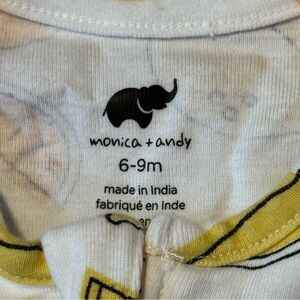 monica + andy
6-9m
made in India
fabriqué en Inde